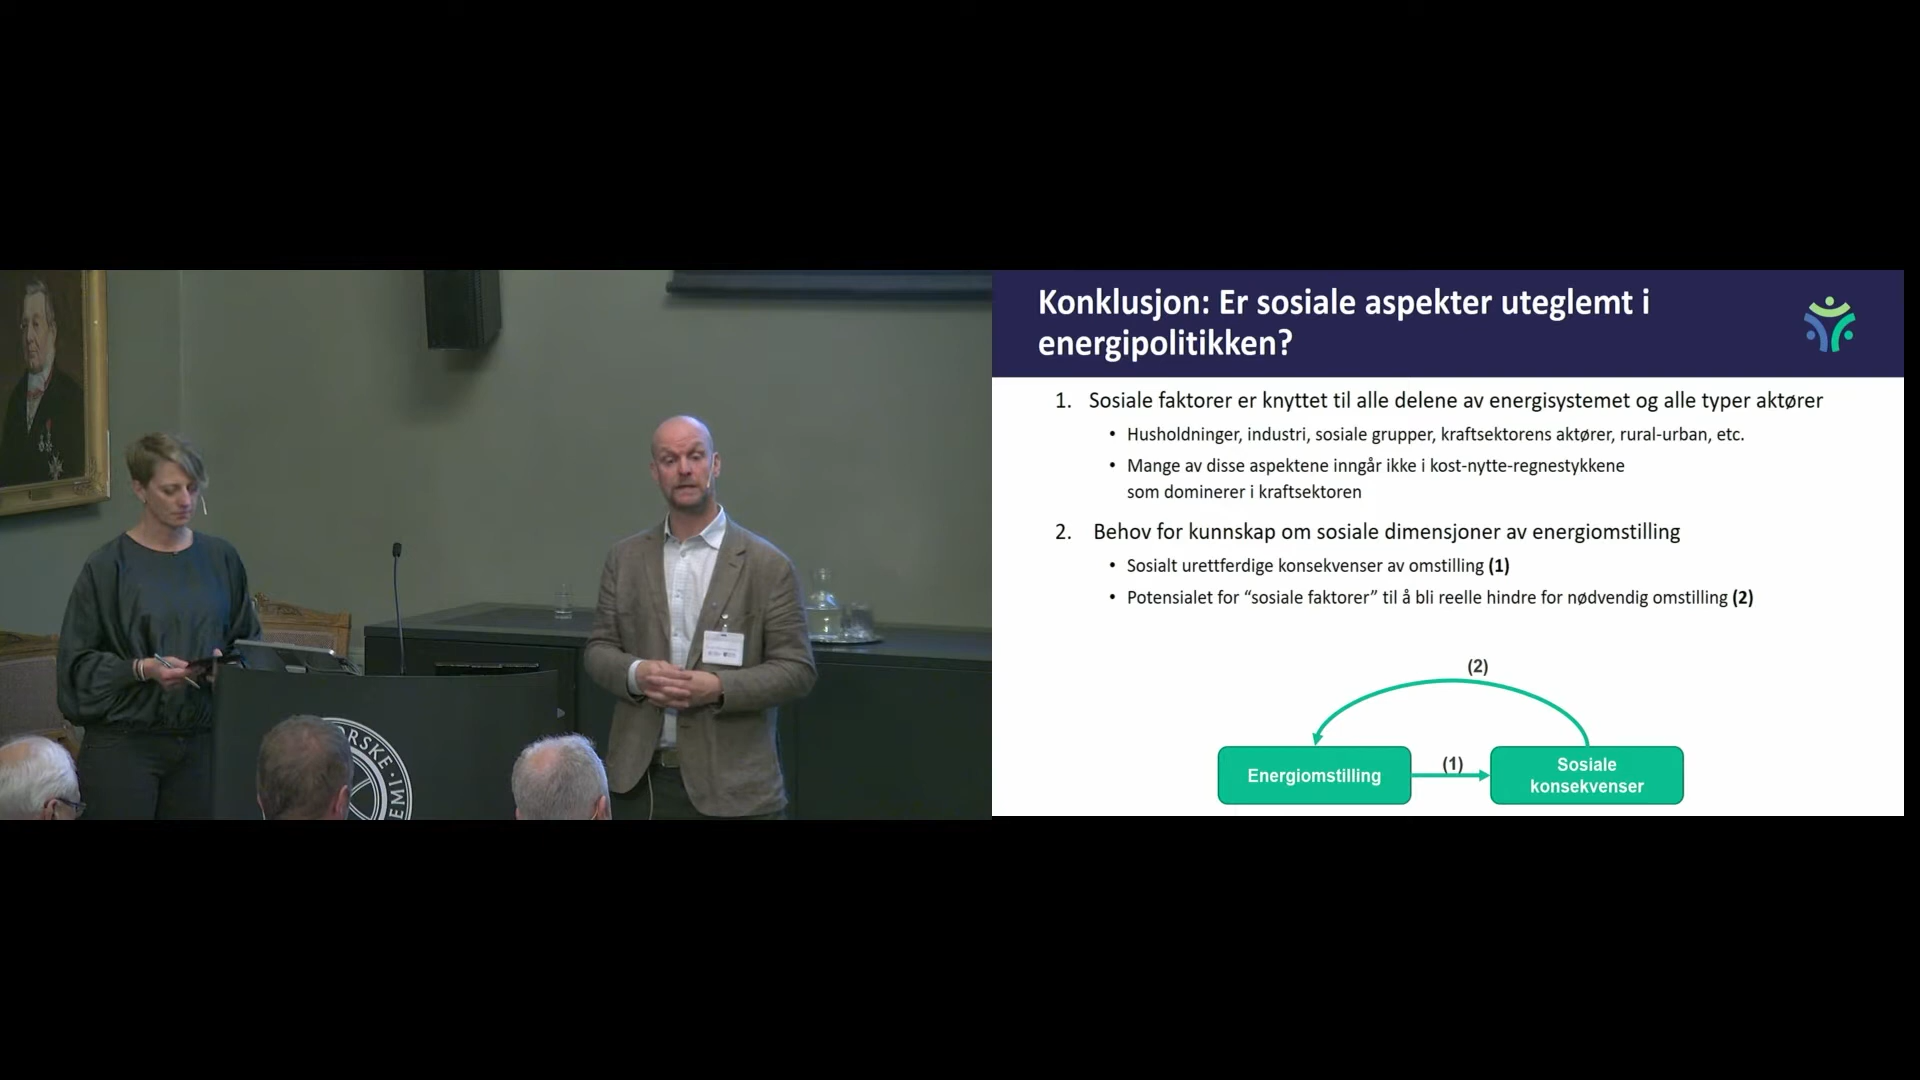 Konklusjon: Er sosiale aspekter uteglemt i
energipolitikken?
1. Sosiale faktorer er knyttet til alle delene av energisystemet og alle typer aktører
• Husholdninger, industri, sosiale grupper, kraftsektorens aktører, rural-urban, etc.
• Mange av disse aspektene inngår ikke i kost-nytte-regnestykkene
som dominerer i kraftsektoren
2. Behov for kunnskap om sosiale dimensjoner av energiomstilling
• Sosialt urettferdige konsekvenser av omstilling (1)
• Potensialet for “sosiale faktorer” til å bli reelle hindre for nødvendig omstilling (2)
(2)
Energiomstilling
(1)
Sosiale
konsekvenser